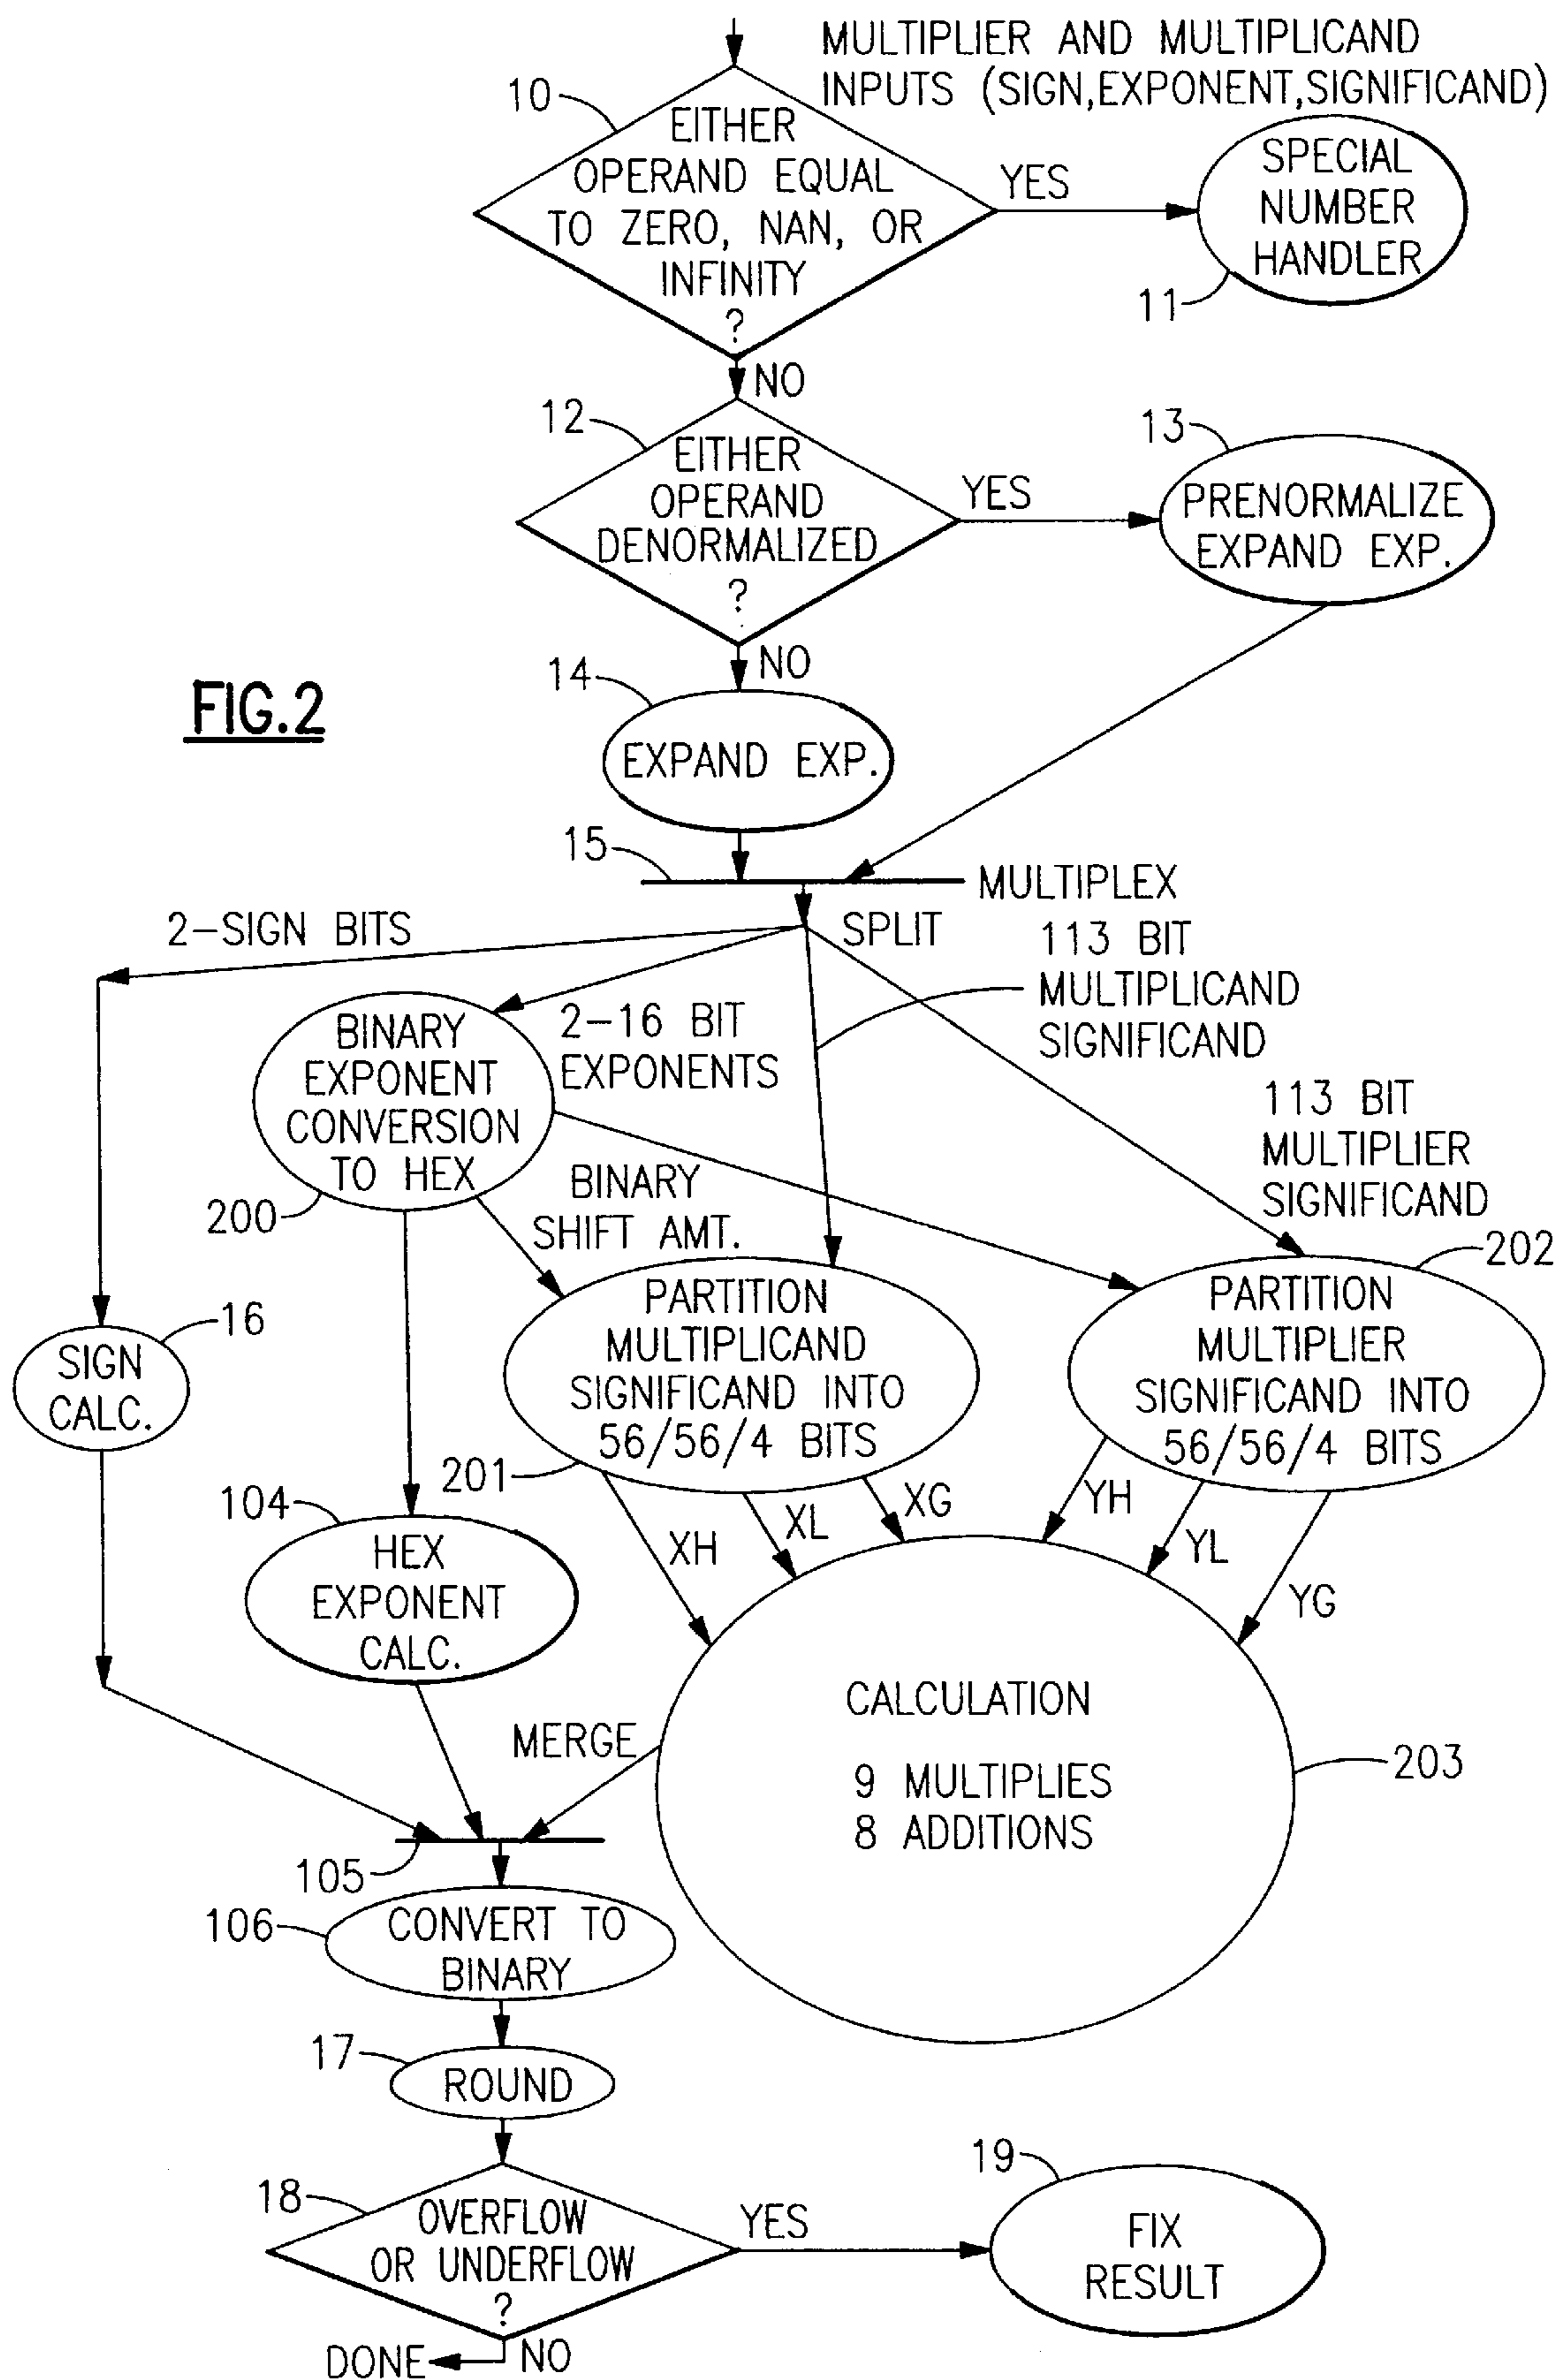 MULTIPLIER AND MULTIPLICAND
INPUTS (SIGN,EXPONENT,SIGNIFICAND)
10
EITHER
OPERAND EQUAL
TO ZERO, NAN, OR
INFINITY
?
YES
SPECIAL
NUMBER
HANDLER
11
NO
12
EITHER
OPERAND
DENORMALIZED
?
YES
13
PRENORMALIZE
EXPAND EXP.
NO
14
EXPAND EXP.
FIG.2
15
MULTIPLEX
SPLIT
2-SIGN BITS
113 BIT
MULTIPLICAND
SIGNIFICAND
2-16 BIT
EXPONENTS
BINARY
EXPONENT
CONVERSION
TO HEX
200
113 BIT
MULTIPLIER
SIGNIFICAND
BINARY
SHIFT AMT.
202
16
SIGN
CALC.
PARTITION
MULTIPLICAND
SIGNIFICAND INTO
56/56/4 BITS
201
PARTITION
MULTIPLIER
SIGNIFICAND INTO
56/56/4 BITS
104
HEX
EXPONENT
CALC.
XH
XL
XG
YH
YL
YG
CALCULATION
9 MULTIPLIES
8 ADDITIONS
203
MERGE
105
106
CONVERT TO
BINARY
17
ROUND
18
OVERFLOW
OR UNDERFLOW
?
YES
19
FIX
RESULT
DONE
NO